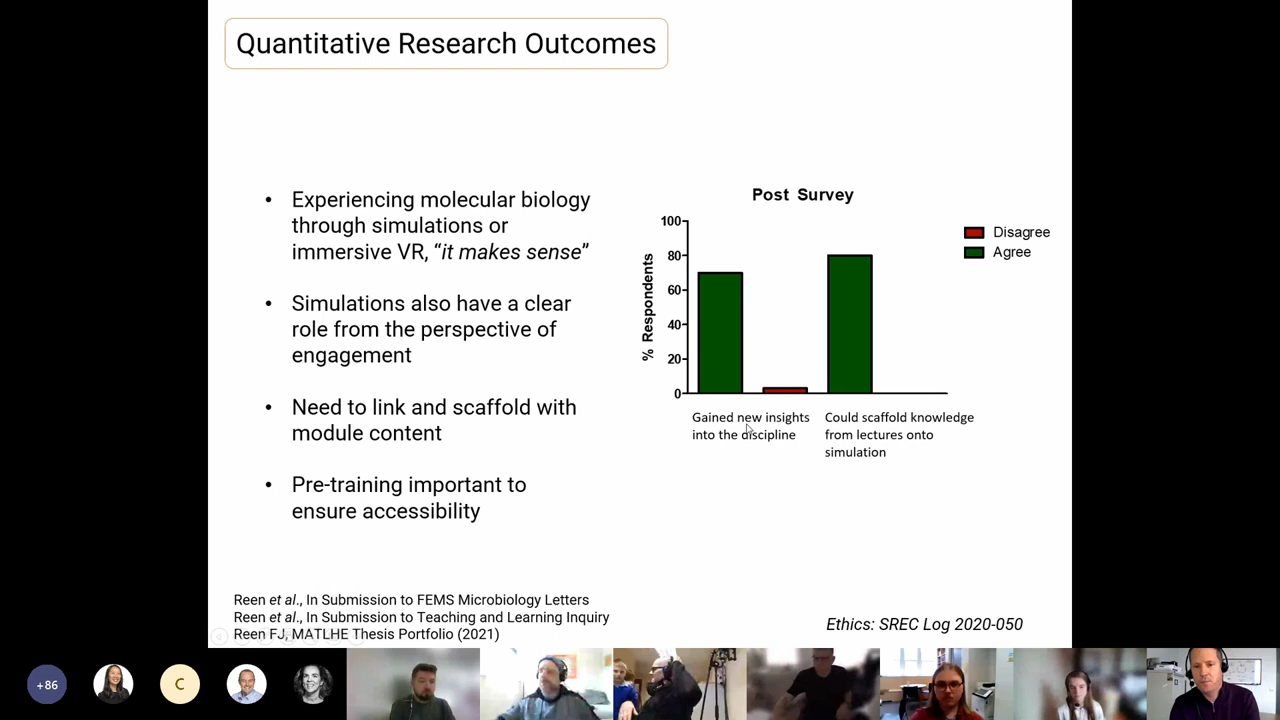 Quantitative Research Outcomes
• Experiencing molecular biology
through simulations or
immersive VR, “it makes sense”
• Simulations also have a clear
role from the perspective of
engagement
• Need to link and scaffold with
module content
• Pre-training important to
ensure accessibility
Post Survey
% Respondents
100
80
60
40
20
0
Disagree
Agree
Gained new insights
into the discipline
Could scaffold knowledge
from lectures onto
simulation
Reen et al., In Submission to FEMS Microbiology Letters
Reen et al., In Submission to Teaching and Learning Inquiry
Reen FJ, MATLHE Thesis Portfolio (2021)
Ethics: SREC Log 2020-050
+86
C